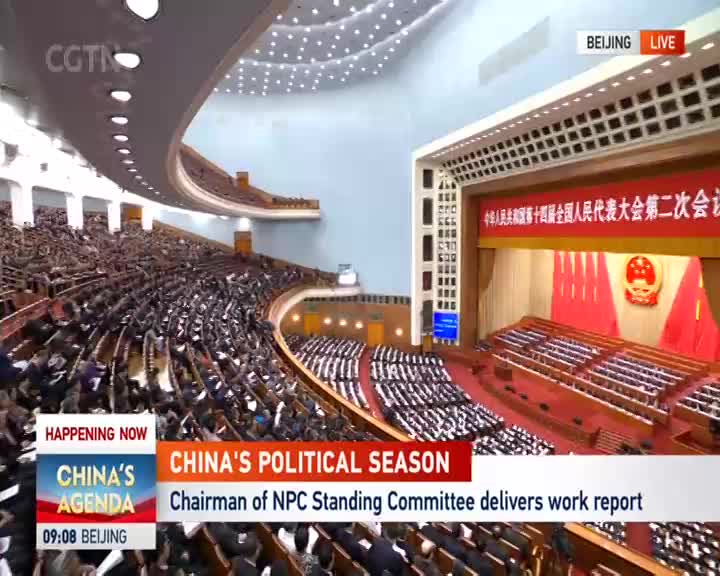 CGTN
BEIJING LIVE
中华人民共和国第十四届全国人民代表大会第二次会议
HAPPENING NOW
CHINA'S AGENDA
09:08 BEIJING
CHINA'S POLITICAL SEASON
Chairman of NPC Standing Committee delivers work report